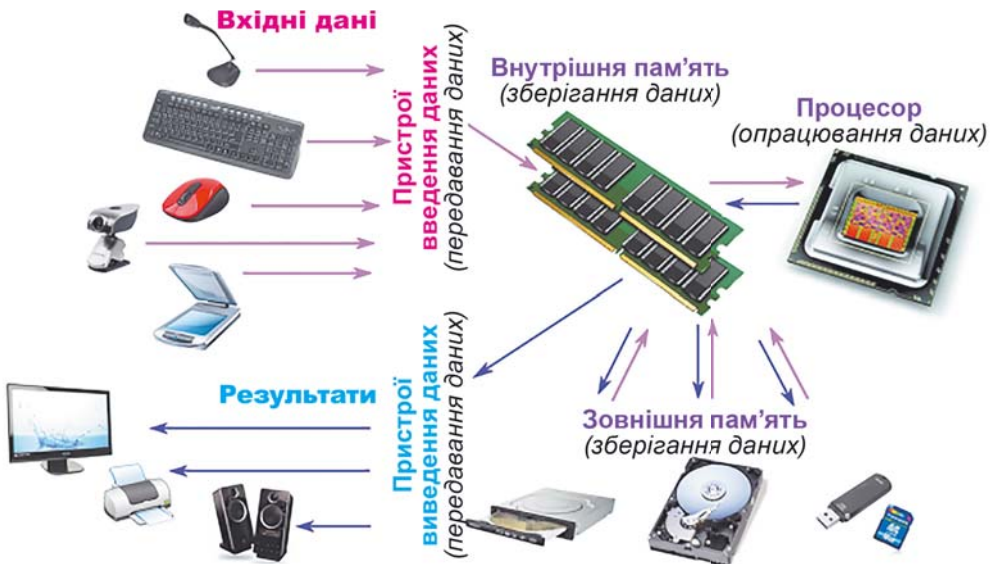 Вхідні дані
Пристрої
введення даних
(передавання даних)
Внутрішня пам’ять
(зберігання даних)
Процесор
(опрацювання даних)
Результати
Пристрої
виведення даних
(передавання даних)
Зовнішня пам’ять
(зберігання даних)